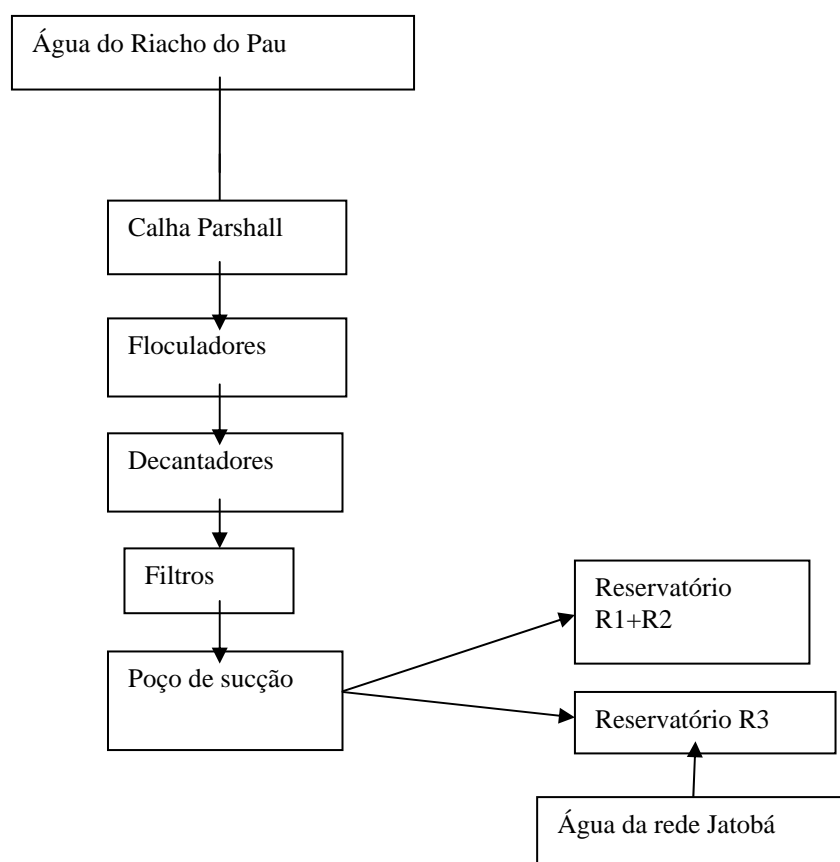 Água do Riacho do Pau
Calha Parshall
Floculadores
Decantadores
Filtros
Poço de sucção
Reservatório
R1+R2
Reservatório R3
Água da rede Jatobá